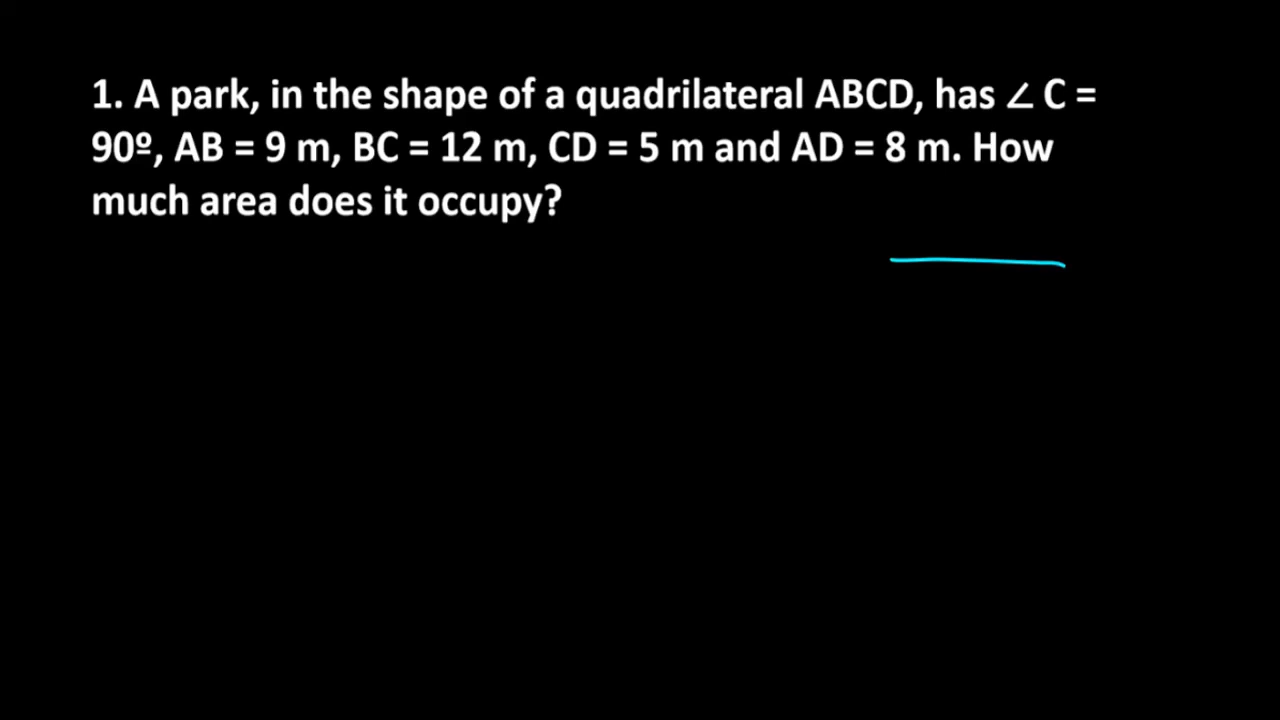 1. A park, in the shape of a quadrilateral ABCD, has ∠ C =
90º, AB = 9 m, BC = 12 m, CD = 5 m and AD = 8 m. How
much area does it occupy?